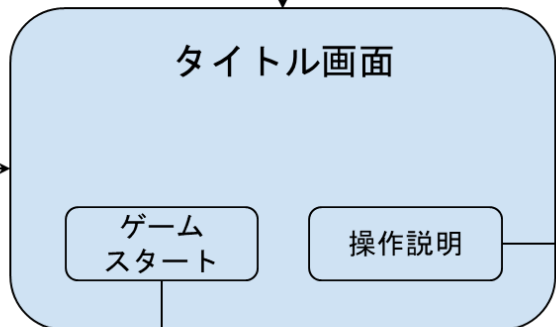 タイトル画面
ゲーム
スタート
操作説明